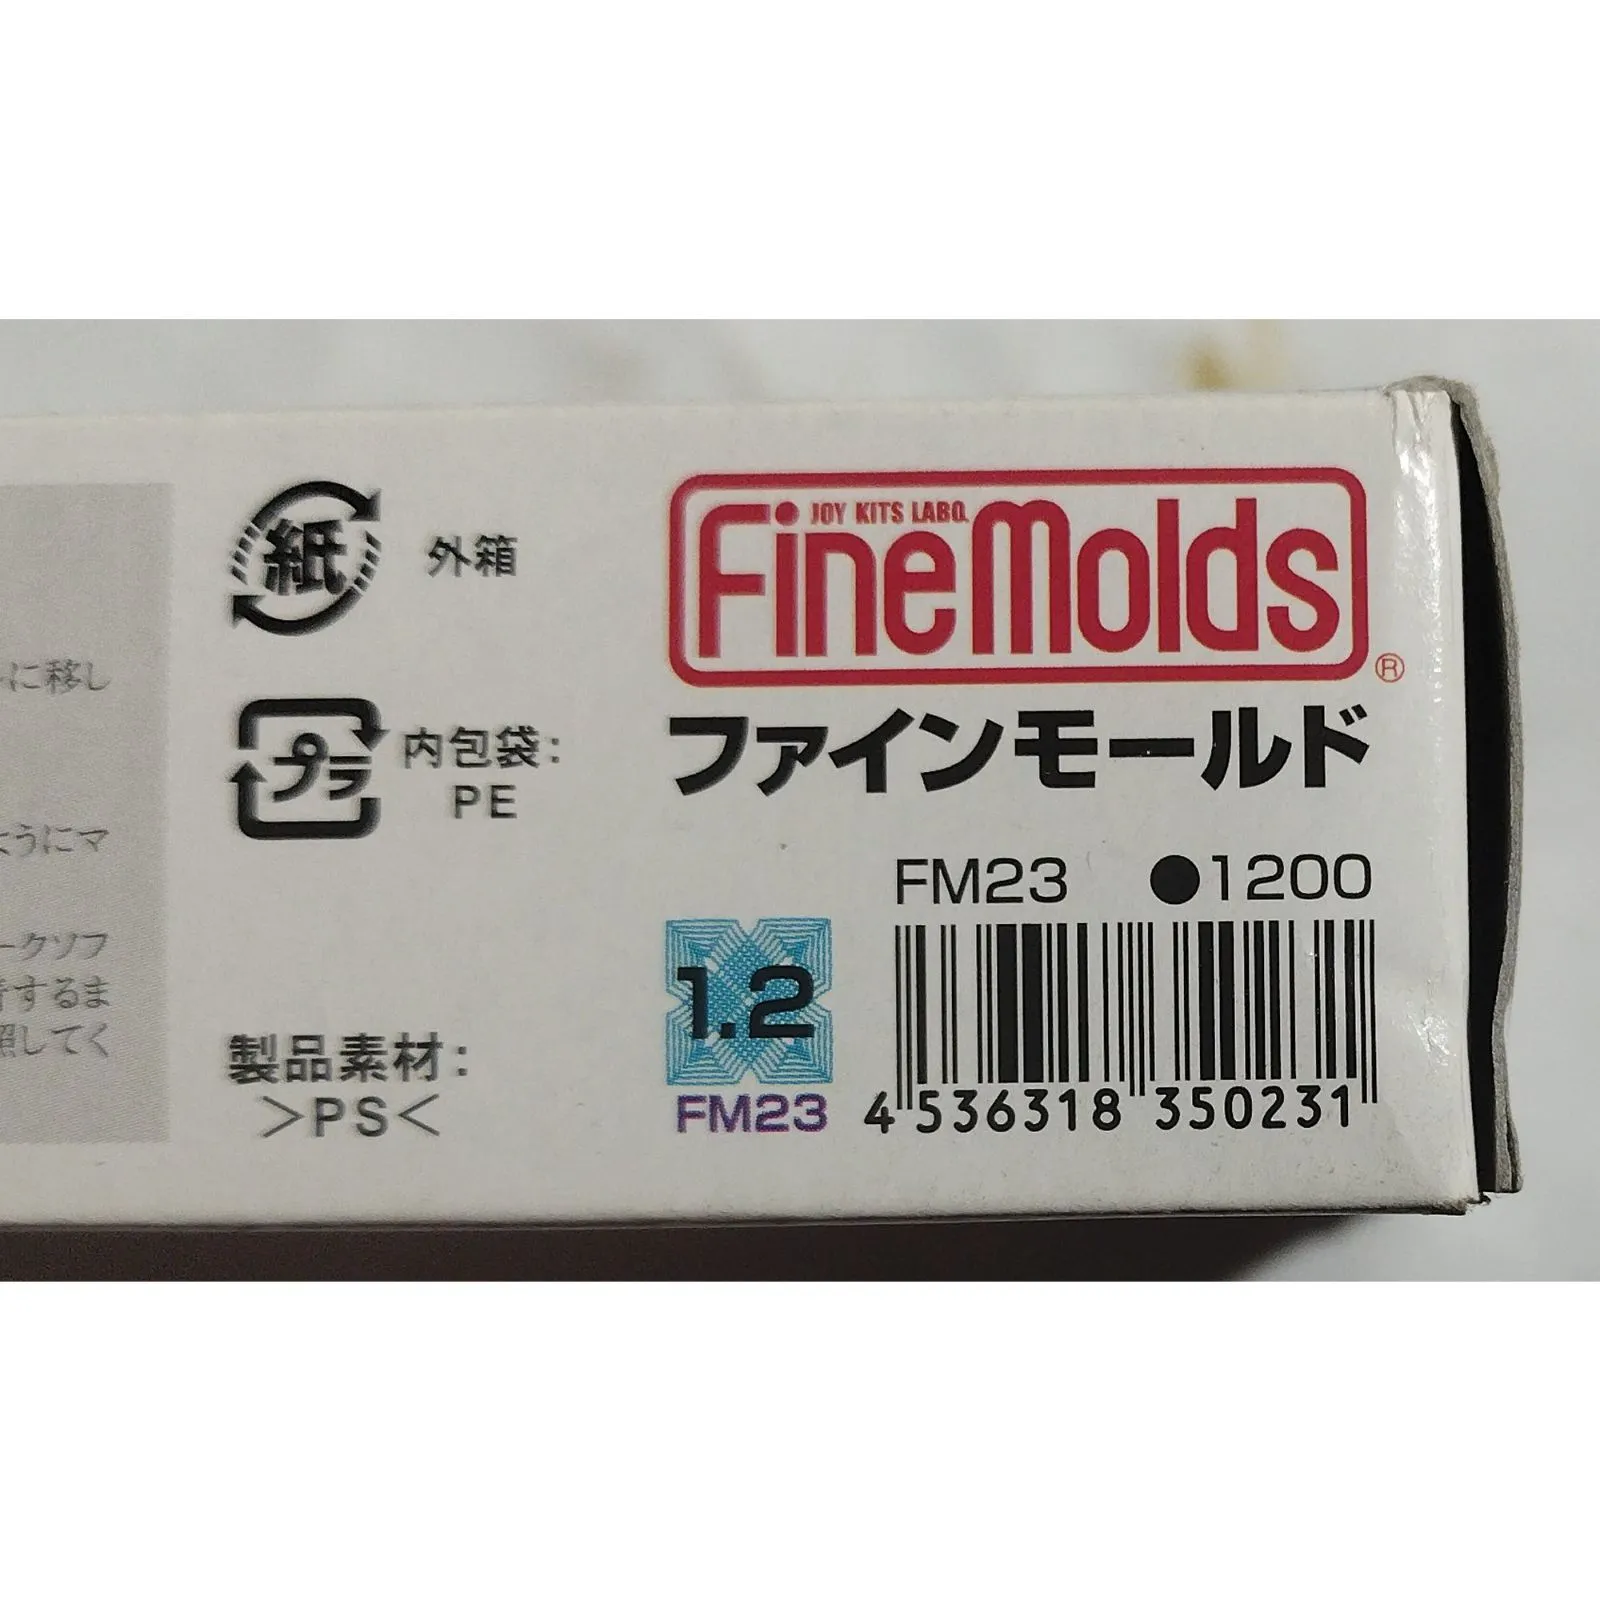 に移し
ようにマ
ークソフ
するま
照してく
紙
外箱
プラ
内包袋:
PE
製品素材:
>PS<
JOY KITS LABO.
FineMolds®
ファインモールド
FM23 ●1200
1.2
FM23
4 536318 350231